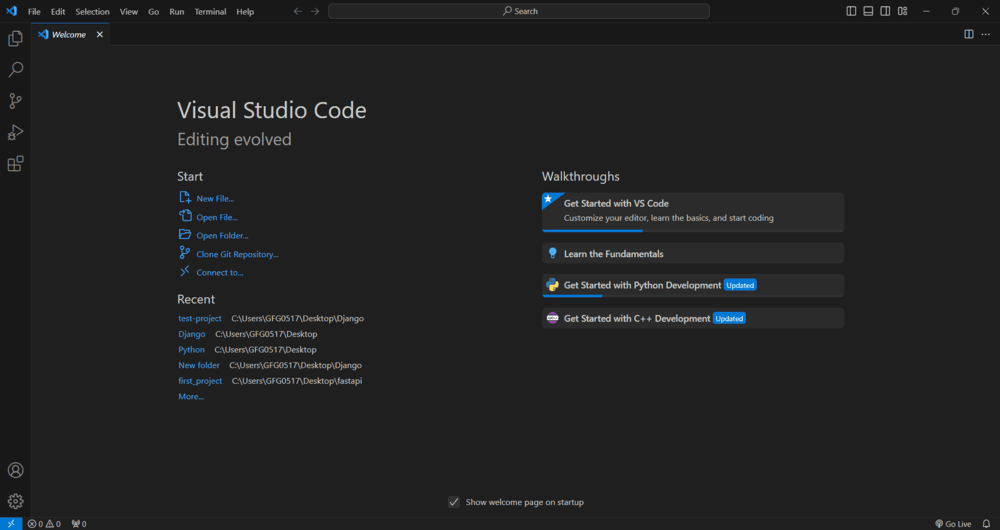 File Edit Selection View Go Run Terminal Help
Search
Welcome
Visual Studio Code
Editing evolved
Start
New File...
Open File...
Open Folder...
Clone Git Repository...
Connect to...
Recent
test-project C:\Users\GFG0517\Desktop\Django
Django C:\Users\GFG0517\Desktop
Python C:\Users\GFG0517\Desktop
New folder C:\Users\GFG0517\Desktop\Django
first_project C:\Users\GFG0517\Desktop\fastapi
More...
Walkthroughs
Get Started with VS Code
Customize your editor, learn the basics, and start coding
Learn the Fundamentals
Get Started with Python Development Updated
Get Started with C++ Development Updated
Show welcome page on startup
0 0 0 Go Live